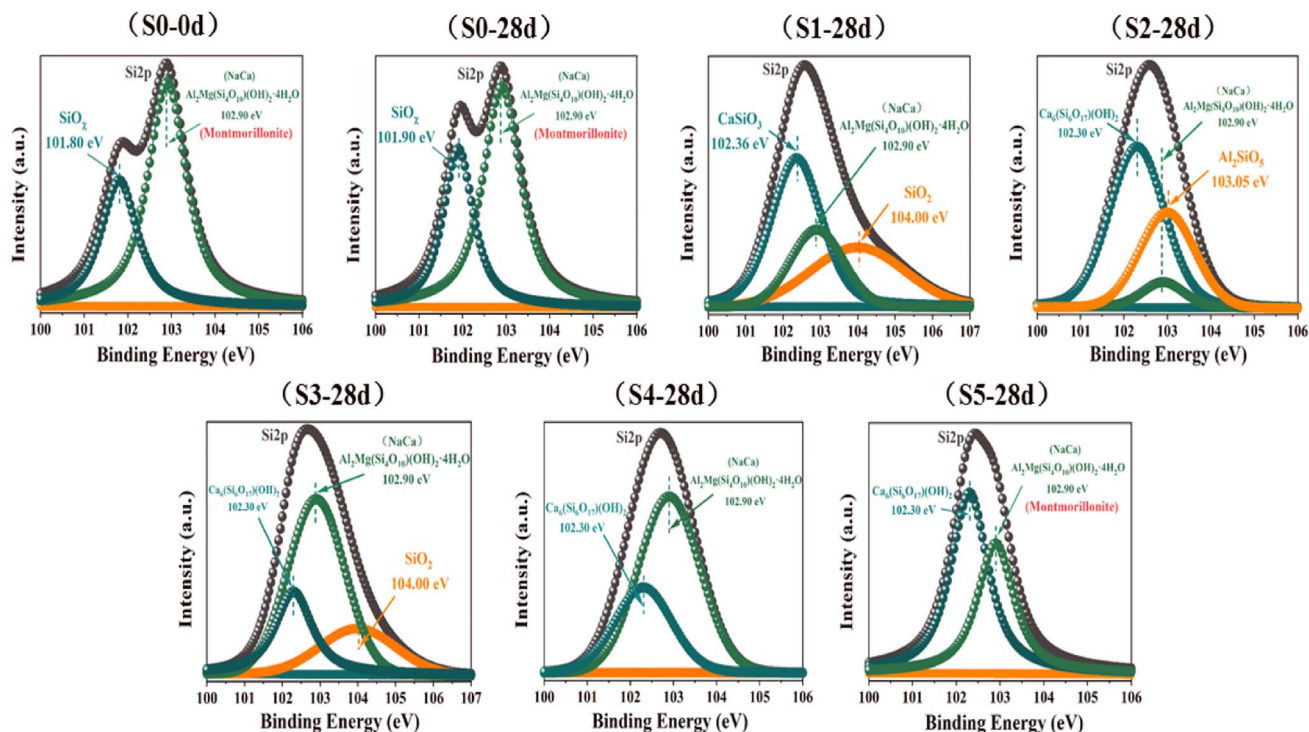 （S0-0d）
Si2p
(NaCa)
Al₂Mg(Si₄O₁₀)(OH)₂·4H₂O
102.90 eV
(Montmorillonite)
SiOₓ
101.80 eV
Intensity (a.u.)
100 101 102 103 104 105 106
Binding Energy (eV)
（S0-28d）
Si2p
(NaCa)
Al₂Mg(Si₄O₁₀)(OH)₂·4H₂O
102.90 eV
(Montmorillonite)
SiOₓ
101.90 eV
Intensity (a.u.)
100 101 102 103 104 105 106
Binding Energy (eV)
（S1-28d）
Si2p
CaSiO₃
102.36 eV
（NaCa）
Al₂Mg(Si₄O₁₀)(OH)₂·4H₂O
102.90 eV
SiO₂
104.00 eV
Intensity (a.u.)
100 101 102 103 104 105 106 107
Binding Energy (eV)
（S2-28d）
Si2p
Ca₆(Si₆O₁₇)(OH)₂
102.30 eV
（NaCa）
Al₂Mg(Si₄O₁₀)(OH)₂·4H₂O
102.90 eV
Al₂SiO₅
103.05 eV
Intensity (a.u.)
100 101 102 103 104 105 106
Binding Energy (eV)
（S3-28d）
Si2p
（NaCa）
Al₂Mg(Si₄O₁₀)(OH)₂·4H₂O
102.90 eV
Ca₆(Si₆O₁₇)(OH)₂
102.30 eV
SiO₂
104.00 eV
Intensity (a.u.)
100 101 102 103 104 105 106 107
Binding Energy (eV)
（S4-28d）
Si2p
(NaCa)
Al₂Mg(Si₄O₁₀)(OH)₂·4H₂O
102.90 eV
Ca₆(Si₆O₁₇)(OH)₂
102.30 eV
Intensity (a.u.)
100 101 102 103 104 105 106
Binding Energy (eV)
（S5-28d）
Si2p
(NaCa)
Al₂Mg(Si₄O₁₀)(OH)₂·4H₂O
102.90 eV
(Montmorillonite)
Ca₆(Si₆O₁₇)(OH)₂
102.30 eV
Intensity (a.u.)
100 101 102 103 104 105 106
Binding Energy (eV)